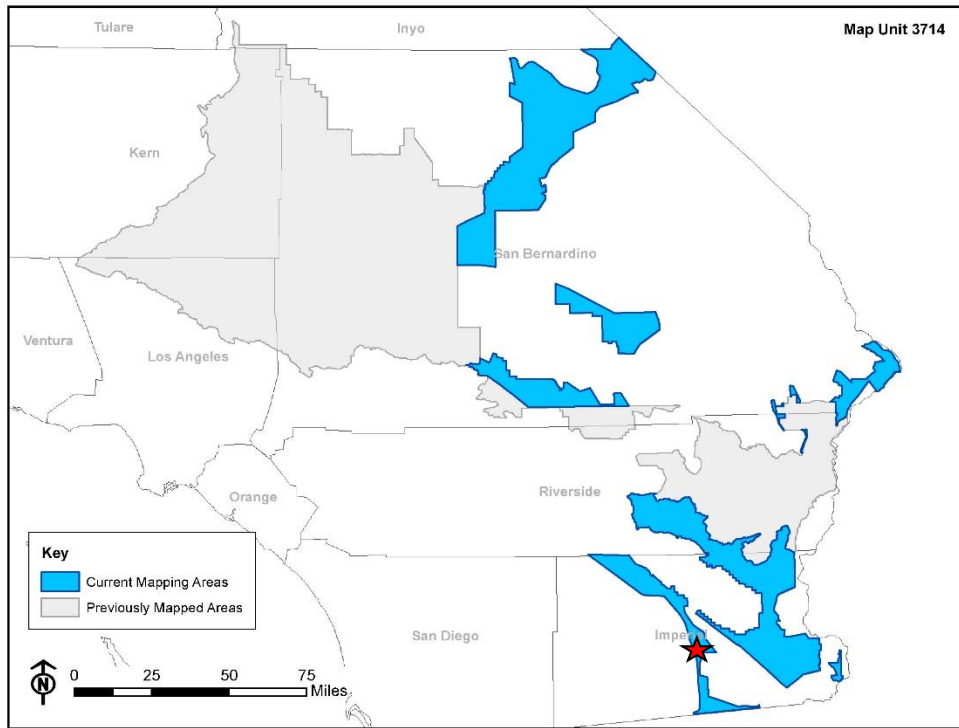 Tulare
Inyo
Map Unit 3714
Kern
San Bernardino
Ventura
Los Angeles
Orange
Riverside
Key
Current Mapping Areas
Previously Mapped Areas
San Diego
Imperial
N
0 25 50 75
Miles